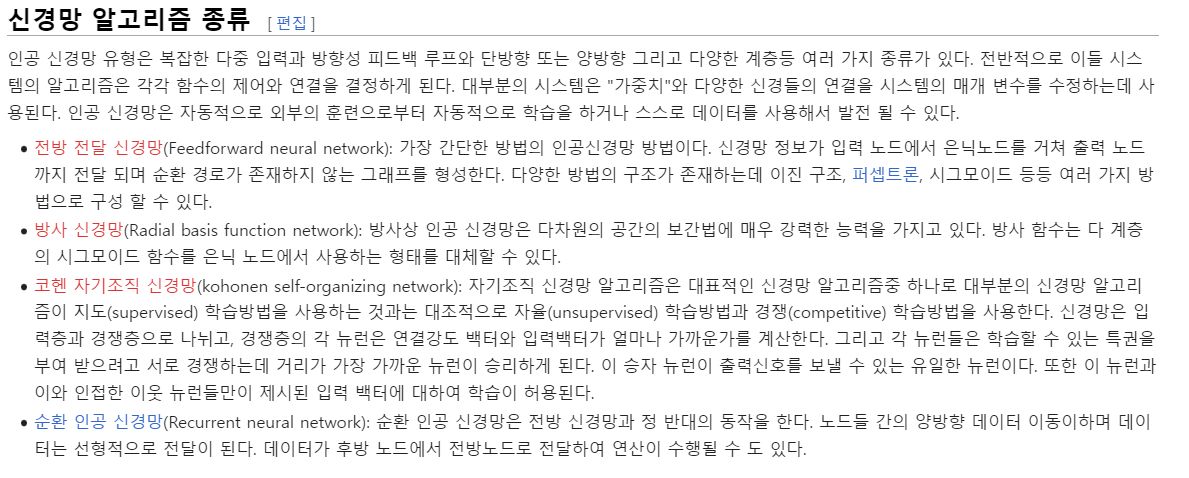 신경망 알고리즘 종류 [ 편집 ]
인공 신경망 유형은 복잡한 다중 입력과 방향성 피드백 루프와 단방향 또는 양방향 그리고 다양한 계층등 여러 가지 종류가 있다. 전반적으로 이들 시스
템의 알고리즘은 각각 함수의 제어와 연결을 결정하게 된다. 대부분의 시스템은 "가중치"와 다양한 신경들의 연결을 시스템의 매개 변수를 수정하는데 사
용된다. 인공 신경망은 자동적으로 외부의 훈련으로부터 자동적으로 학습을 하거나 스스로 데이터를 사용해서 발전 될 수 있다.
• 전방 전달 신경망(Feedforward neural network): 가장 간단한 방법의 인공신경망 방법이다. 신경망 정보가 입력 노드에서 은닉노드를 거쳐 출력 노드
까지 전달 되며 순환 경로가 존재하지 않는 그래프를 형성한다. 다양한 방법의 구조가 존재하는데 이진 구조, 퍼셉트론, 시그모이드 등등 여러 가지 방
법으로 구성 할 수 있다.
• 방사 신경망(Radial basis function network): 방사상 인공 신경망은 다차원의 공간의 보간법에 매우 강력한 능력을 가지고 있다. 방사 함수는 다 계층
의 시그모이드 함수를 은닉 노드에서 사용하는 형태를 대체할 수 있다.
• 코헨 자기조직 신경망(kohonen self-organizing network): 자기조직 신경망 알고리즘은 대표적인 신경망 알고리즘중 하나로 대부분의 신경망 알고리
즘이 지도(supervised) 학습방법을 사용하는 것과는 대조적으로 자율(unsupervised) 학습방법과 경쟁(competitive) 학습방법을 사용한다. 신경망은 입
력층과 경쟁층으로 나뉘고, 경쟁층의 각 뉴런은 연결강도 백터와 입력백터가 얼마나 가까운가를 계산한다. 그리고 각 뉴런들은 학습할 수 있는 특권을
부여 받으려고 서로 경쟁하는데 거리가 가장 가까운 뉴런이 승리하게 된다. 이 승자 뉴런이 출력신호를 보낼 수 있는 유일한 뉴런이다. 또한 이 뉴런과
이와 인접한 이웃 뉴런들만이 제시된 입력 백터에 대하여 학습이 허용된다.
• 순환 인공 신경망(Recurrent neural network): 순환 인공 신경망은 전방 신경망과 정 반대의 동작을 한다. 노드들 간의 양방향 데이터 이동이하며 데이
터는 선형적으로 전달이 된다. 데이터가 후방 노드에서 전방노드로 전달하여 연산이 수행될 수 도 있다.